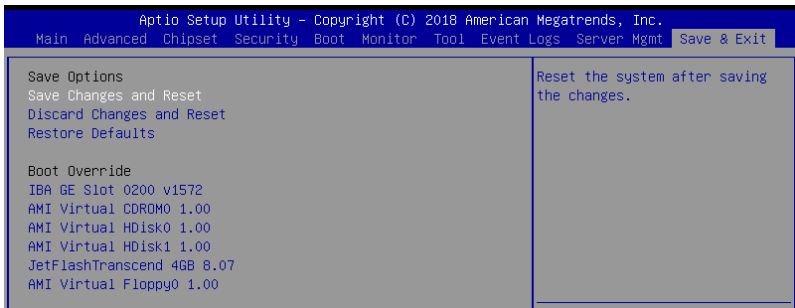 Aptio Setup Utility – Copyright (C) 2018 American Megatrends, Inc.
Main Advanced Chipset Security Boot Monitor Tool Event Logs Server Mgmt Save & Exit
Save Options
Save Changes and Reset
Discard Changes and Reset
Restore Defaults
Boot Override
IBA GE Slot 0200 v1572
AMI Virtual CDROM0 1.00
AMI Virtual HDisk0 1.00
AMI Virtual HDisk1 1.00
JetFlashTranscend 4GB 8.07
AMI Virtual Floppy0 1.00
Reset the system after saving
the changes.